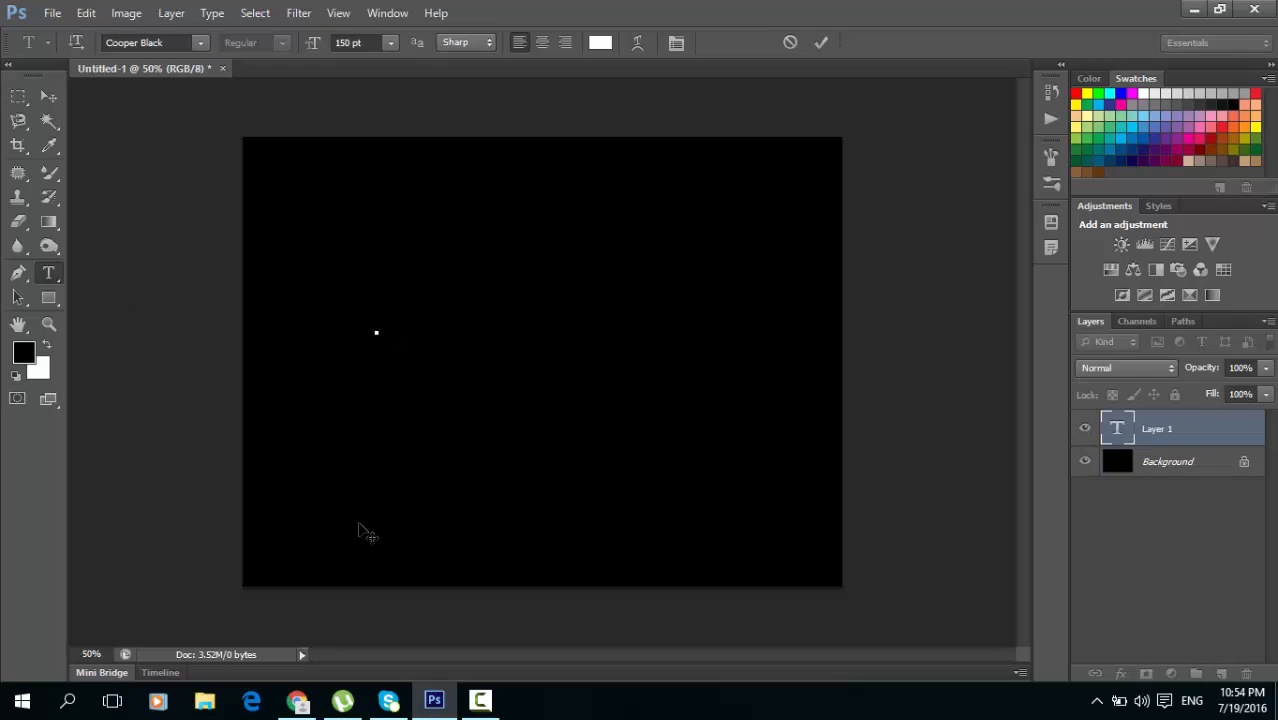 Ps File Edit Image Layer Type Select Filter View Window Help
T Cooper Black Regular 150 pt aa Sharp Essentials
Untitled-1 @ 50% (RGB/8) * ×
Color Swatches
Adjustments Styles
Add an adjustment
Layers Channels Paths
Kind
Normal Opacity: 100%
Lock: Fill: 100%
T Layer 1
Background
50% Doc: 3.52M/0 bytes
Mini Bridge Timeline
Ps ENG 10:54 PM
7/19/2016